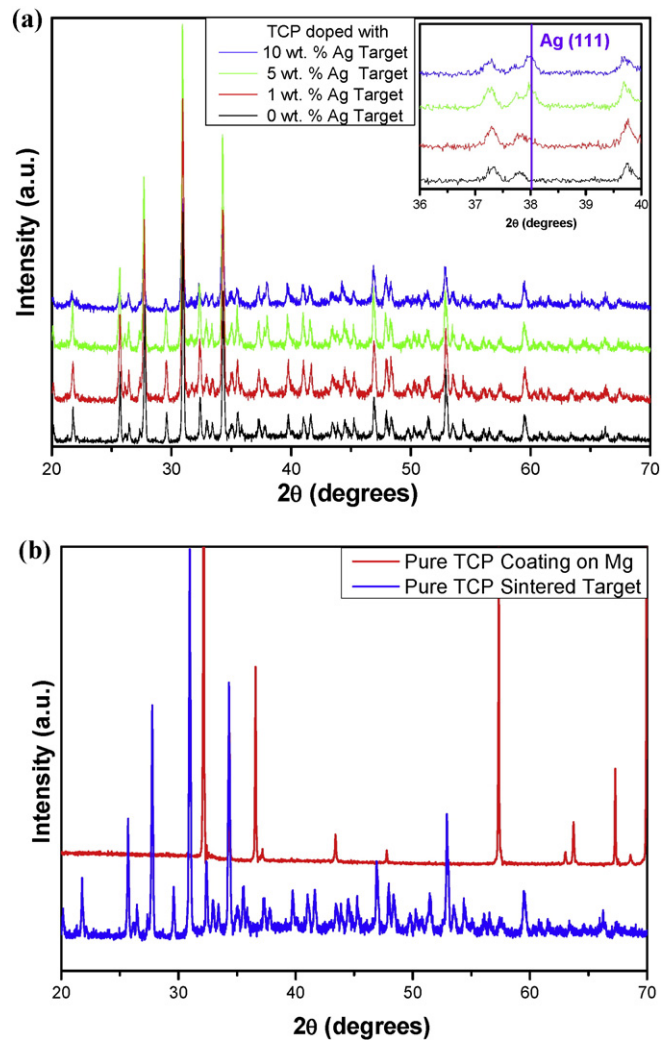 (a)
TCP doped with
10 wt. % Ag Target
5 wt. % Ag Target
1 wt. % Ag Target
0 wt. % Ag Target
Ag (111)
36 37 38 39 40
2θ (degrees)
Intensity (a.u.)
20 30 40 50 60 70
2θ (degrees)
(b)
Pure TCP Coating on Mg
Pure TCP Sintered Target
Intensity (a.u.)
20 30 40 50 60 70
2θ (degrees)